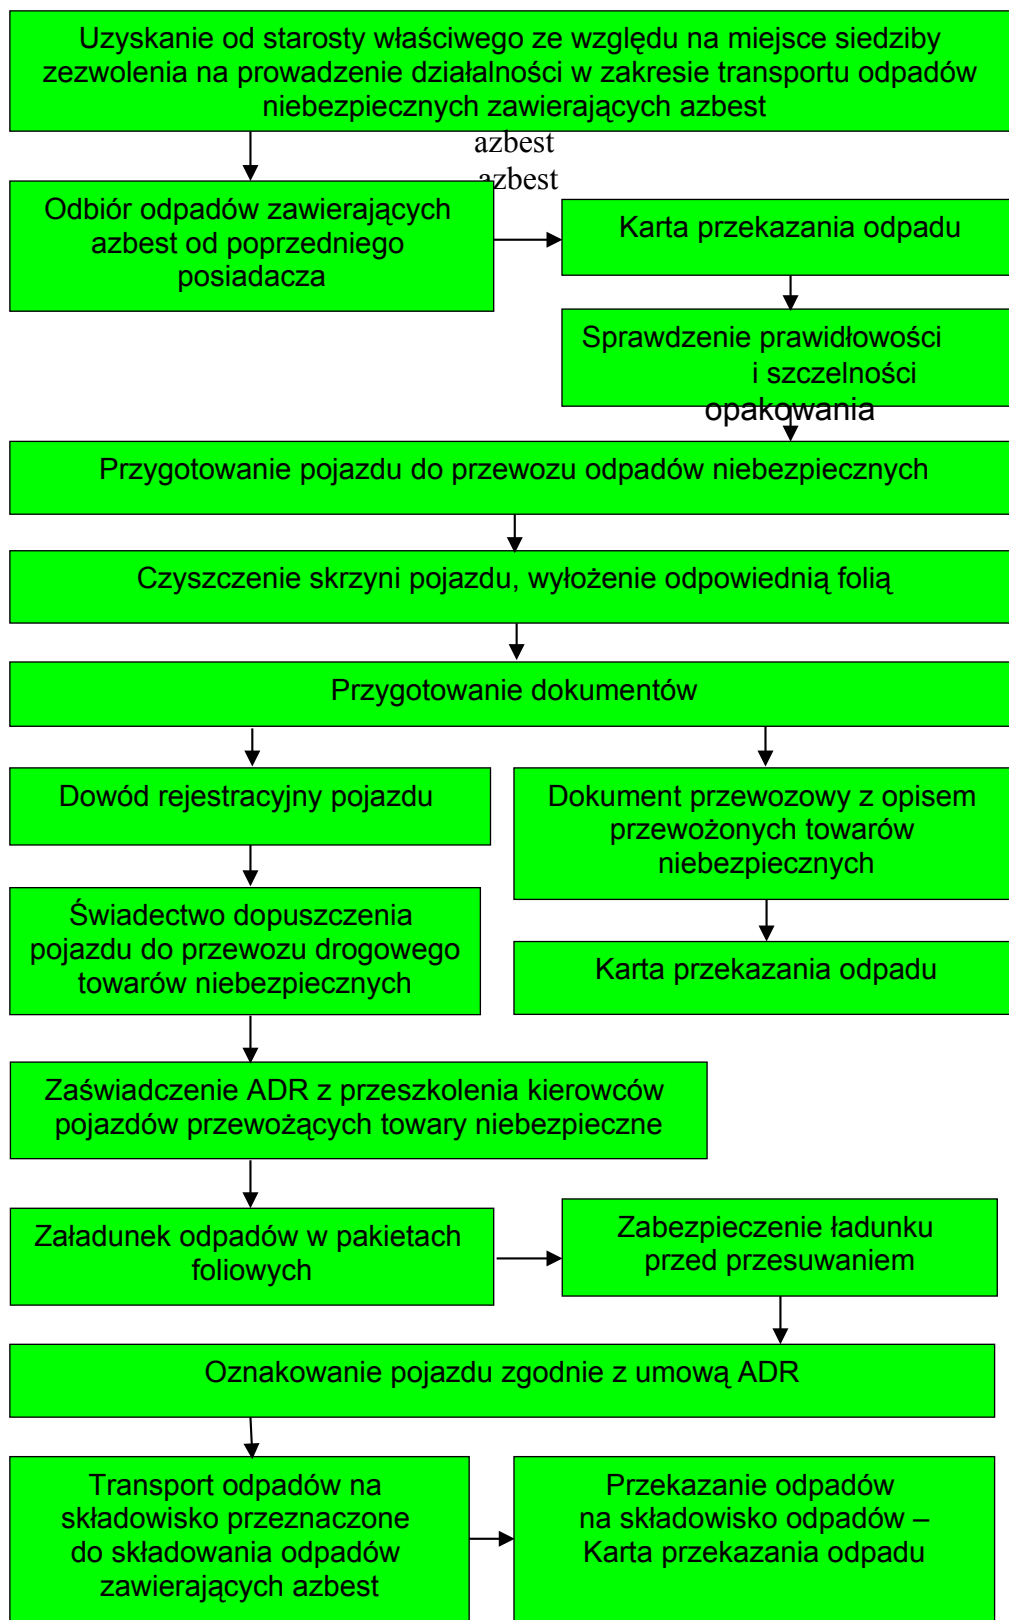 Uzyskanie od starosty właściwego ze względu na miejsce siedziby
zezwolenia na prowadzenie działalności w zakresie transportu odpadów
niebezpiecznych zawierających azbest
azbest
azbest
Odbiór odpadów zawierających
azbest od poprzedniego
posiadacza
Karta przekazania odpadu
Sprawdzenie prawidłowości
i szczelności
opakowania
Przygotowanie pojazdu do przewozu odpadów niebezpiecznych
Czyszczenie skrzyni pojazdu, wyłożenie odpowiednią folią
Przygotowanie dokumentów
Dowód rejestracyjny pojazdu
Dokument przewozowy z opisem
przewożonych towarów
niebezpiecznych
Świadectwo dopuszczenia
pojazdu do przewozu drogowego
towarów niebezpiecznych
Karta przekazania odpadu
Zaświadczenie ADR z przeszkolenia kierowców
pojazdów przewożących towary niebezpieczne
Załadunek odpadów w pakietach
foliowych
Zabezpieczenie ładunku
przed przesuwaniem
Oznakowanie pojazdu zgodnie z umową ADR
Transport odpadów na
składowisko przeznaczone
do składowania odpadów
zawierających azbest
Przekazanie odpadów
na składowisko odpadów –
Karta przekazania odpadu